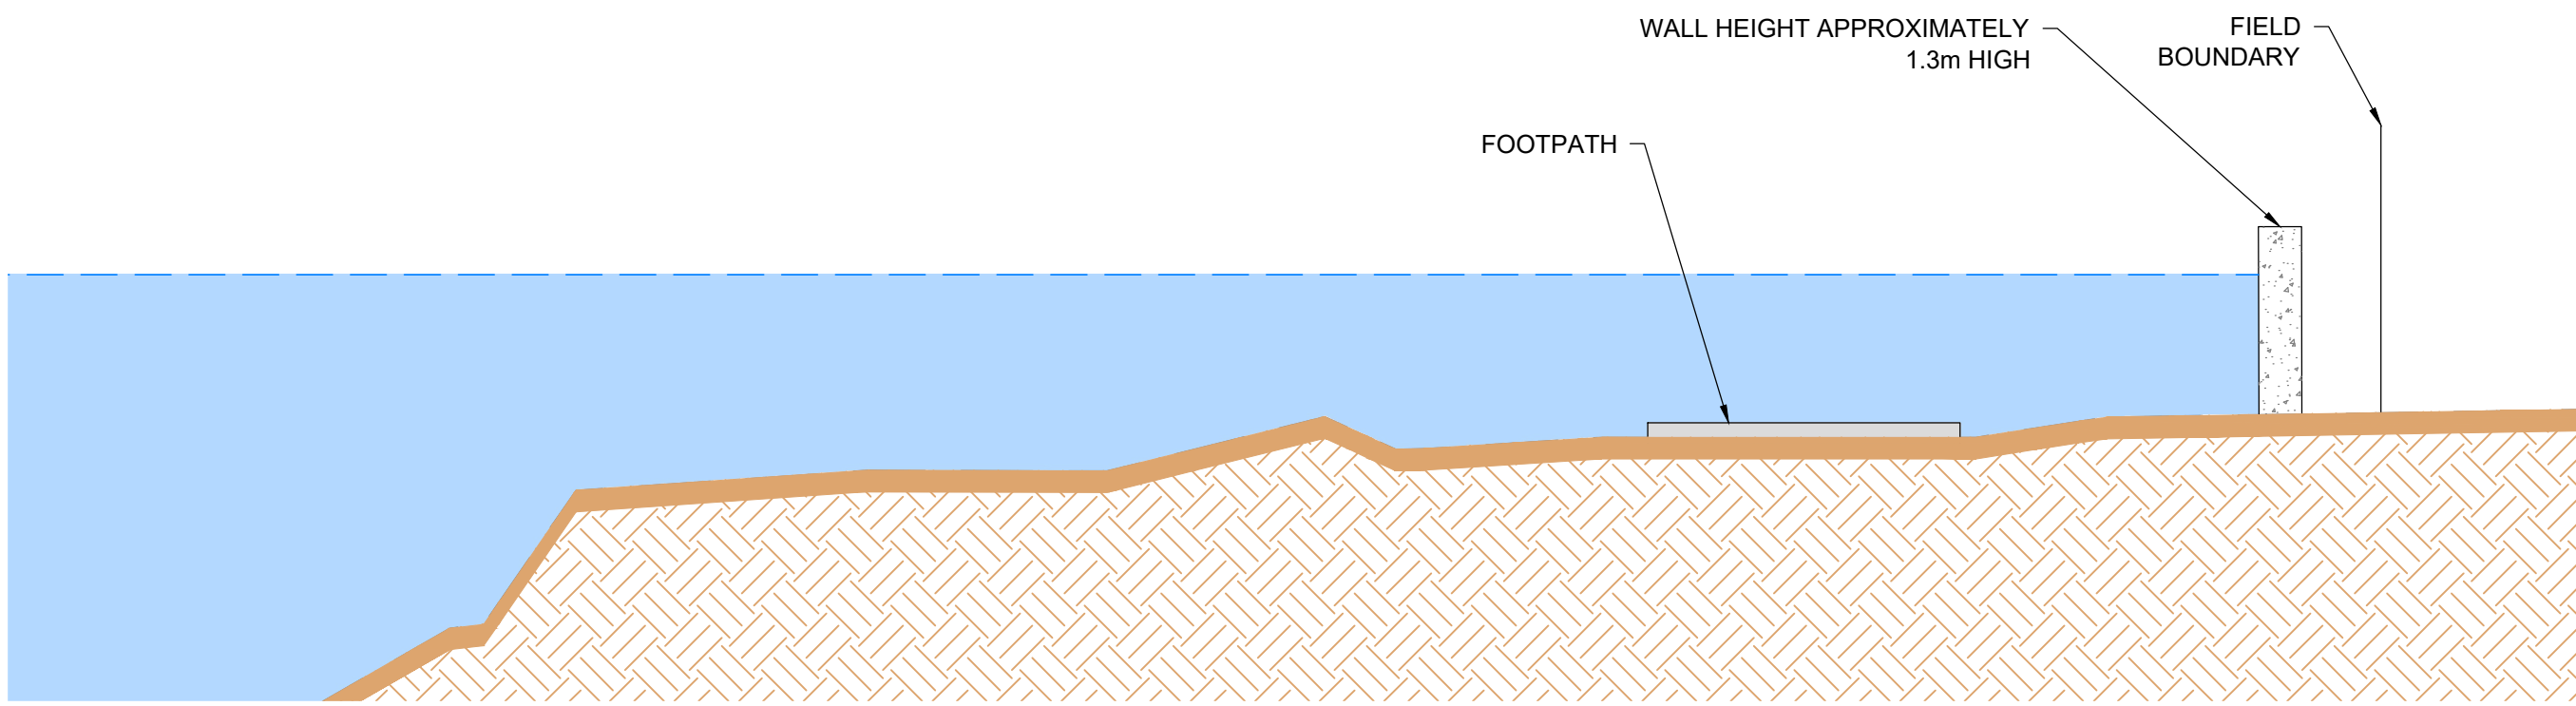 WALL HEIGHT APPROXIMATELY
1.3m HIGH
FIELD
BOUNDARY
FOOTPATH